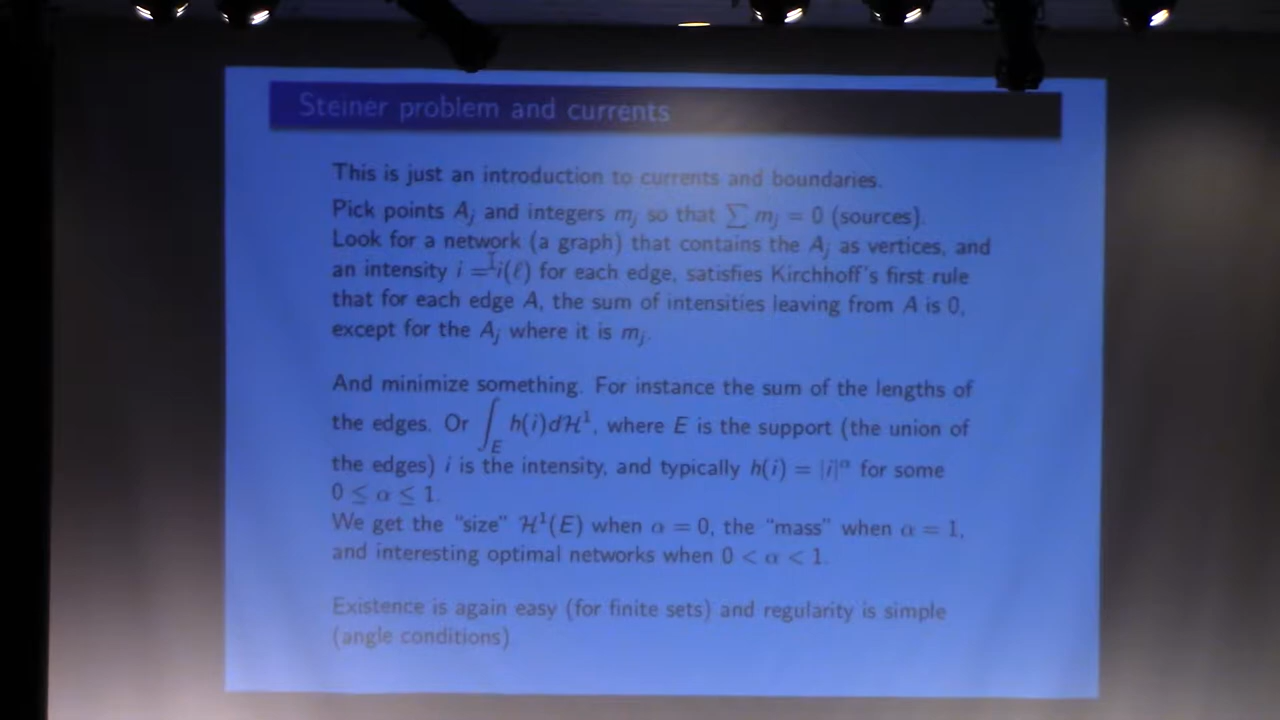 Steiner problem and currents
This is just an introduction to currents and boundaries.
Pick points Aⱼ and integers mⱼ so that ∑ mⱼ = 0 (sources).
Look for a network (a graph) that contains the Aⱼ as vertices, and
an intensity i = i(ℓ) for each edge, satisfies Kirchhoff's first rule
that for each edge A, the sum of intensities leaving from A is 0,
except for the Aⱼ where it is mⱼ.
And minimize something. For instance the sum of the lengths of
the edges. Or ∫_E h(i)dℋ¹, where E is the support (the union of
the edges) i is the intensity, and typically h(i) = |i|^α for some
0 ≤ α ≤ 1.
We get the "size" ℋ¹(E) when α = 0, the "mass" when α = 1,
and interesting optimal networks when 0 < α < 1.
Existence is again easy (for finite sets) and regularity is simple
(angle conditions)